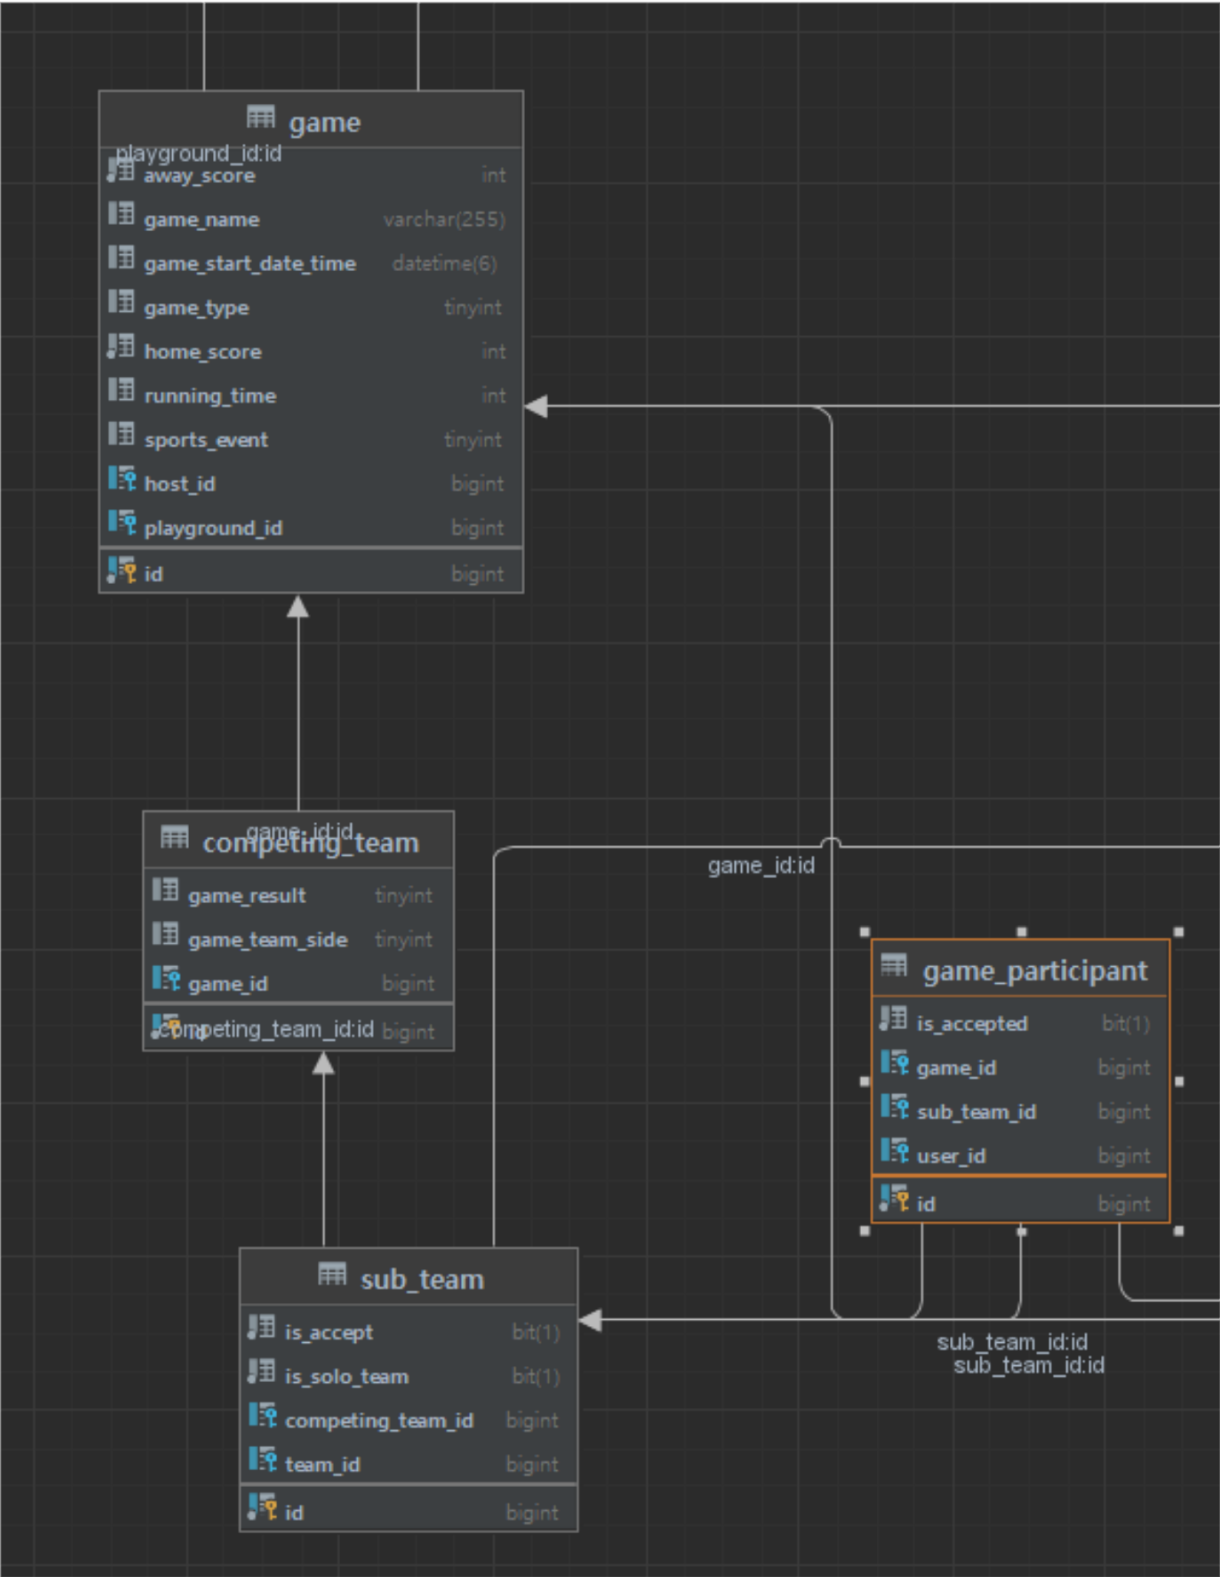 game
playground_id:id
away_score int
game_name varchar(255)
game_start_date_time datetime(6)
game_type tinyint
home_score int
running_time int
sports_event tinyint
host_id bigint
playground_id bigint
id bigint
game_id:id
competing_team
game_result tinyint
game_team_side tinyint
game_id bigint
id bigint
competing_team_id:id
game_id:id
game_participant
is_accepted bit(1)
game_id bigint
sub_team_id bigint
user_id bigint
id bigint
sub_team
is_accept bit(1)
is_solo_team bit(1)
competing_team_id bigint
team_id bigint
id bigint
sub_team_id:id
sub_team_id:id